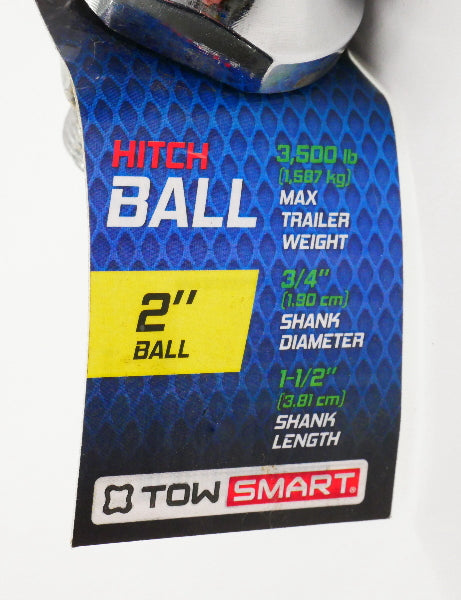 HITCH
BALL
2"
BALL
3,500 lb
(1,587 kg)
MAX
TRAILER
WEIGHT
3/4"
(1.90 cm)
SHANK
DIAMETER
1-1/2"
(3.81 cm)
SHANK
LENGTH
TOW SMART®